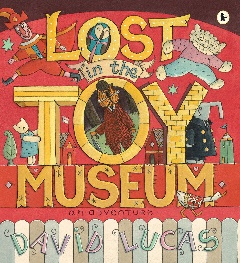 LOST
in the
TOY
MUSEUM
an adventure
DAVID LUCAS